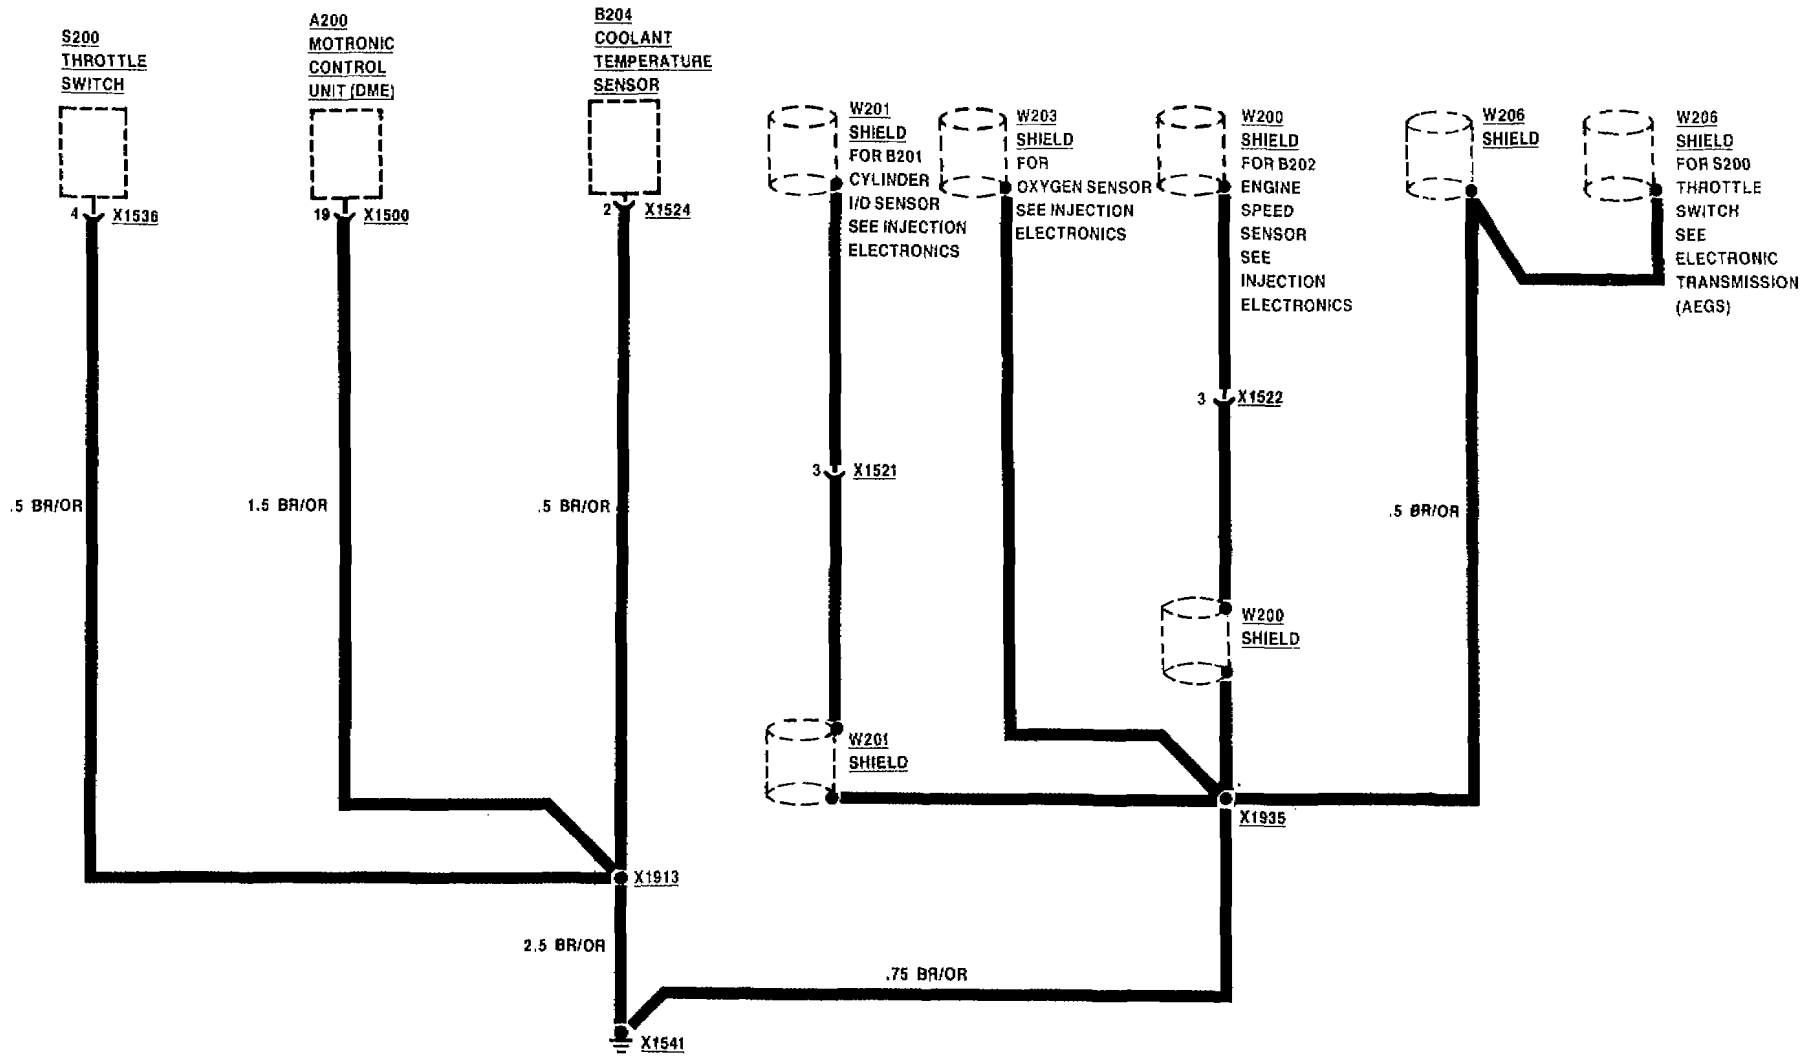 S200
THROTTLE
SWITCH
A200
MOTRONIC
CONTROL
UNIT (DME)
B204
COOLANT
TEMPERATURE
SENSOR
W201
SHIELD
FOR B201
CYLINDER
I/D SENSOR
SEE INJECTION
ELECTRONICS
W203
SHIELD
FOR
OXYGEN SENSOR
SEE INJECTION
ELECTRONICS
W200
SHIELD
FOR B202
ENGINE
SPEED
SENSOR
SEE
INJECTION
ELECTRONICS
W206
SHIELD
W206
SHIELD
FOR S200
THROTTLE
SWITCH
SEE
ELECTRONIC
TRANSMISSION
(AEGS)
4 X1536
19 X1500
2 X1524
3 X1522
3 X1521
.5 BR/OR
1.5 BR/OR
.5 BR/OR
.5 BR/OR
W200
SHIELD
W201
SHIELD
X1935
X1913
2.5 BR/OR
.75 BR/OR
X1541